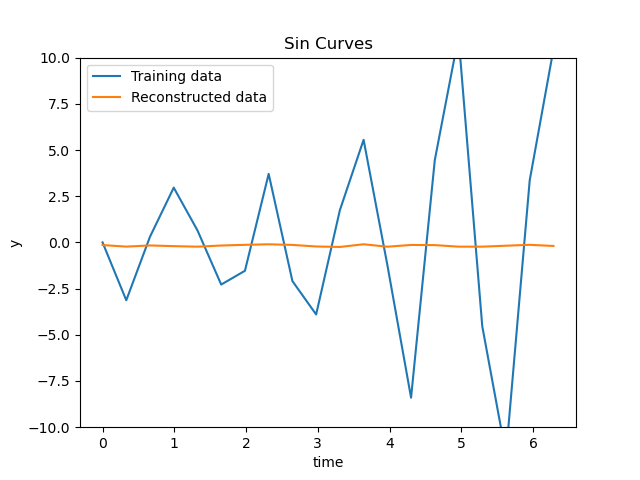 Sin Curves
Training data
Reconstructed data
10.0
7.5
5.0
2.5
0.0
−2.5
−5.0
−7.5
−10.0
y
0 1 2 3 4 5 6
time